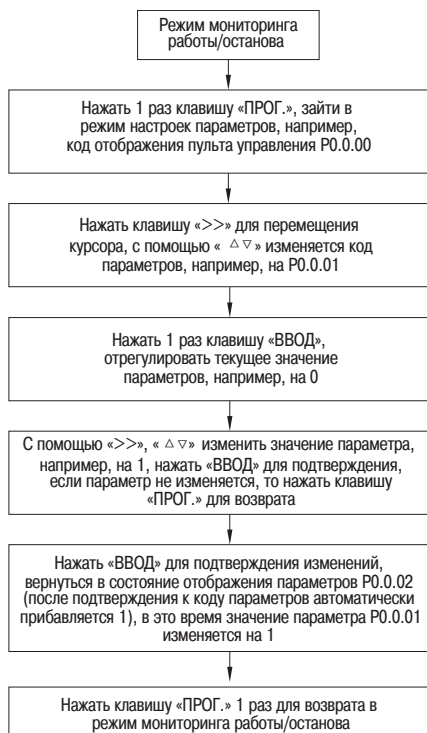 Режим мониторинга
работы/останова
Нажать 1 раз клавишу «ПРОГ.», зайти в
режим настроек параметров, например,
код отображения пульта управления P0.0.00
Нажать клавишу «>>» для перемещения
курсора, с помощью « △ ▽ » изменяется код
параметров, например, на P0.0.01
Нажать 1 раз клавишу «ВВОД»,
отрегулировать текущее значение
параметров, например, на 0
С помощью «>>», « △ ▽ » изменить значение параметра,
например, на 1, нажать «ВВОД» для подтверждения,
если параметр не изменяется, то нажать клавишу
«ПРОГ.» для возврата
Нажать «ВВОД» для подтверждения изменений,
вернуться в состояние отображения параметров P0.0.02
(после подтверждения к коду параметров автоматически
прибавляется 1), в это время значение параметра P0.0.01
изменяется на 1
Нажать клавишу «ПРОГ.» 1 раз для возврата в
режим мониторинга работы/останова